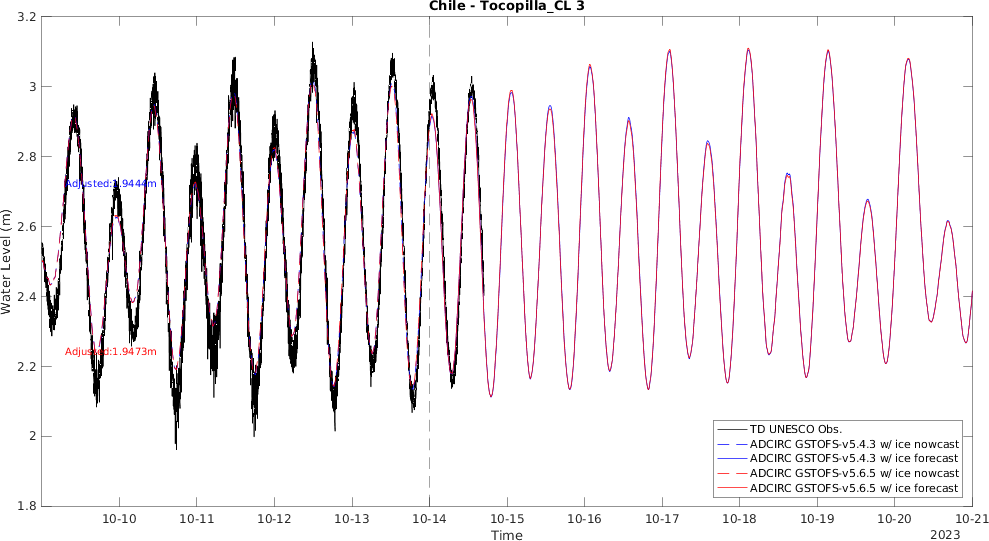 Chile - Tocopilla_CL 3
3.2
3
2.8
2.6
2.4
2.2
2
1.8
Water Level (m)
Adjusted:1.9444m
Adjusted:1.9473m
TD UNESCO Obs.
ADCIRC GSTOFS-v5.4.3 w/ ice nowcast
ADCIRC GSTOFS-v5.4.3 w/ ice forecast
ADCIRC GSTOFS-v5.6.5 w/ ice nowcast
ADCIRC GSTOFS-v5.6.5 w/ ice forecast
10-10 10-11 10-12 10-13 10-14 10-15 10-16 10-17 10-18 10-19 10-20 10-21
Time
2023